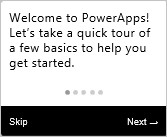 Welcome to PowerApps!
Let's take a quick tour of
a few basics to help you
get started.
Skip
Next →